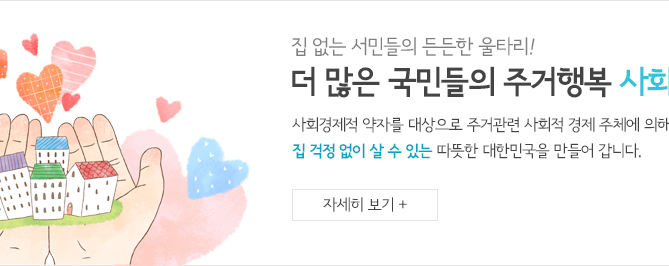 집 없는 서민들의 든든한 울타리!
더 많은 국민들의 주거행복 사회
사회경제적 약자를 대상으로 주거관련 사회적 경제 주체에 의해
집 걱정 없이 살 수 있는 따뜻한 대한민국을 만들어 갑니다.
자세히 보기 +